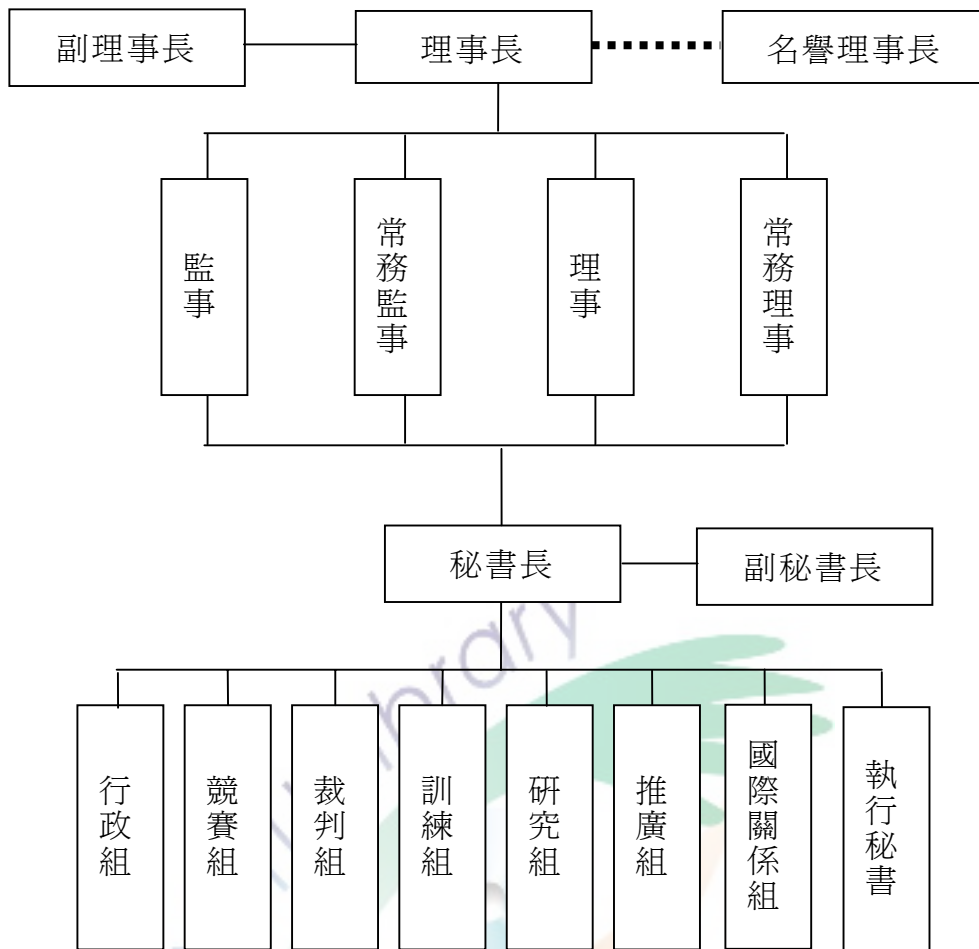 副理事長
理事長
名譽理事長
監事
常務監事
理事
常務理事
秘書長
副秘書長
行政組
競賽組
裁判組
訓練組
研究組
推廣組
國際關係組
執行秘書
Library